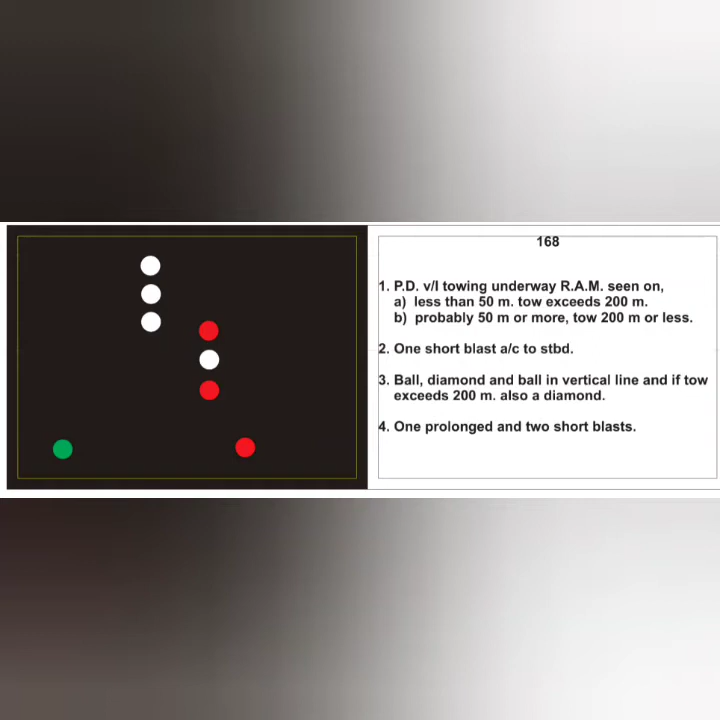 168
1. P.D. v/l towing underway R.A.M. seen on,
a) less than 50 m. tow exceeds 200 m.
b) probably 50 m or more, tow 200 m or less.
2. One short blast a/c to stbd.
3. Ball, diamond and ball in vertical line and if tow
exceeds 200 m. also a diamond.
4. One prolonged and two short blasts.